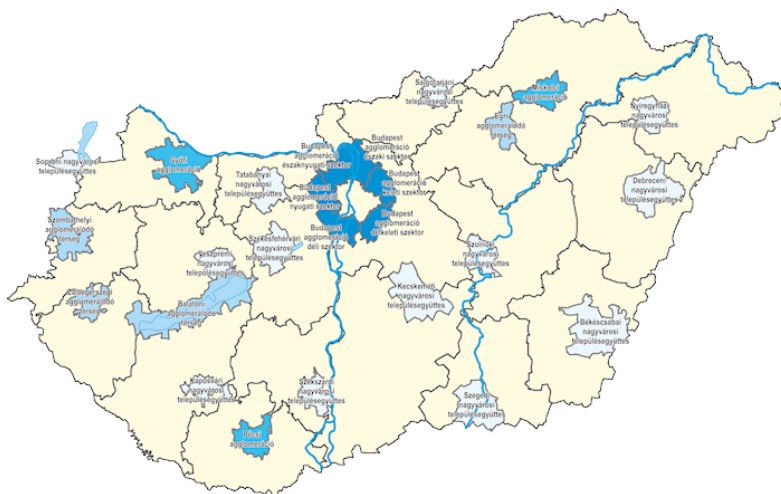 Salgótarjáni
nagyvárosi
településegyüttes
Miskolci
agglomeráció
Egri
agglomerálódó
térség
Nyíregyházi
nagyvárosi
településegyüttes
Budapest
agglomeráció
északnyugati szektor
Budapest
agglomeráció
északi szektor
Soproni nagyvárosi
településegyüttes
Győri
agglomeráció
Tatabányai
nagyvárosi
településegyüttes
Budapest
agglomeráció
nyugati szektor
Budapest
agglomeráció
keleti szektor
Debreceni
nagyvárosi
településegyüttes
Szombathelyi
agglomerálódó
térség
Székesfehérvári
nagyvárosi
településegyüttes
Budapest
agglomeráció
déli szektor
Budapest
agglomeráció
délkeleti szektor
Szolnoki
nagyvárosi
településegyüttes
Veszprémi
nagyvárosi
településegyüttes
Zalaegerszegi
agglomerálódó
térség
Balatoni
agglomerálódó
térség
Kecskeméti
nagyvárosi
településegyüttes
Békéscsabai
nagyvárosi
településegyüttes
Kaposvári
nagyvárosi
településegyüttes
Szekszárdi
nagyvárosi
településegyüttes
Szegedi
nagyvárosi
településegyüttes
Pécsi
agglomeráció